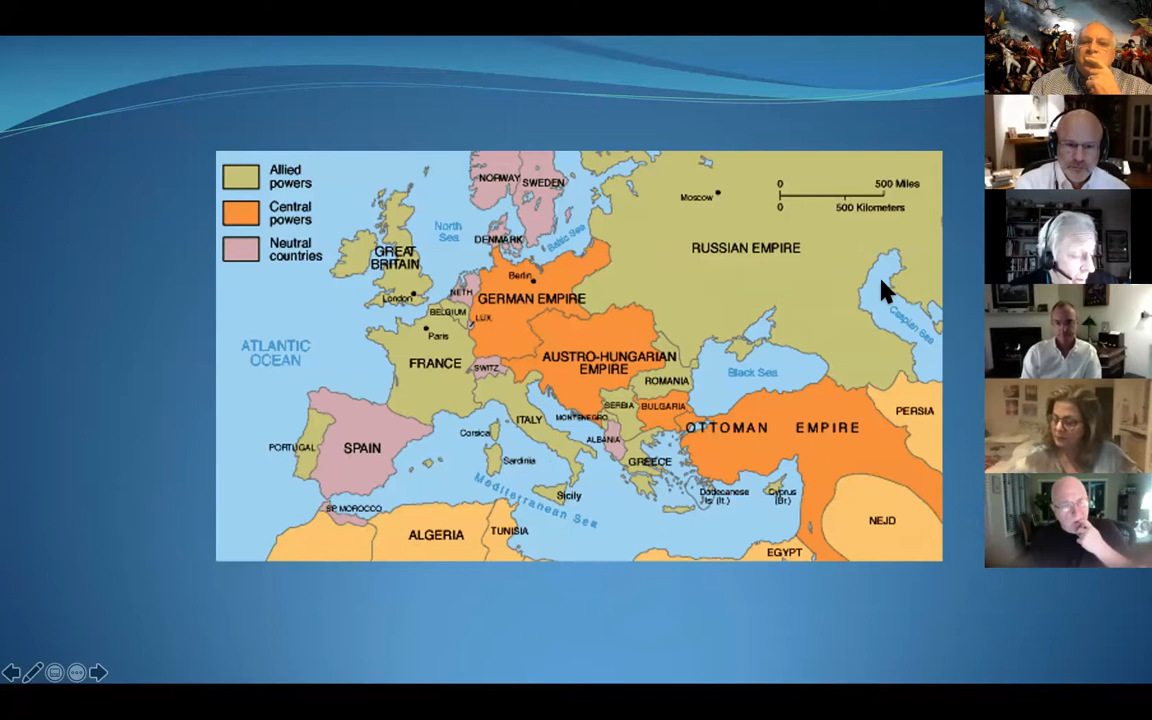 Allied
powers
Central
powers
Neutral
countries
NORWAY
SWEDEN
Moscow
0
500 Miles
0
500 Kilometers
North
Sea
DENMARK
Baltic Sea
RUSSIAN EMPIRE
GREAT
BRITAIN
Berlin
London
NETH
GERMAN EMPIRE
BELGIUM
LUX.
Caspian Sea
Paris
ATLANTIC
OCEAN
FRANCE
SWITZ
AUSTRO-HUNGARIAN
EMPIRE
Black Sea
ROMANIA
SERBIA
BULGARIA
PERSIA
MONTENEGRO
ITALY
OTTOMAN EMPIRE
Corsica
ALBANIA
PORTUGAL
SPAIN
Sardinia
GREECE
Mediterranean Sea
Sicily
Dodecanese
Is (It.)
Cyprus
(Br.)
SP. MOROCCO
ALGERIA
TUNISIA
NEJD
EGYPT